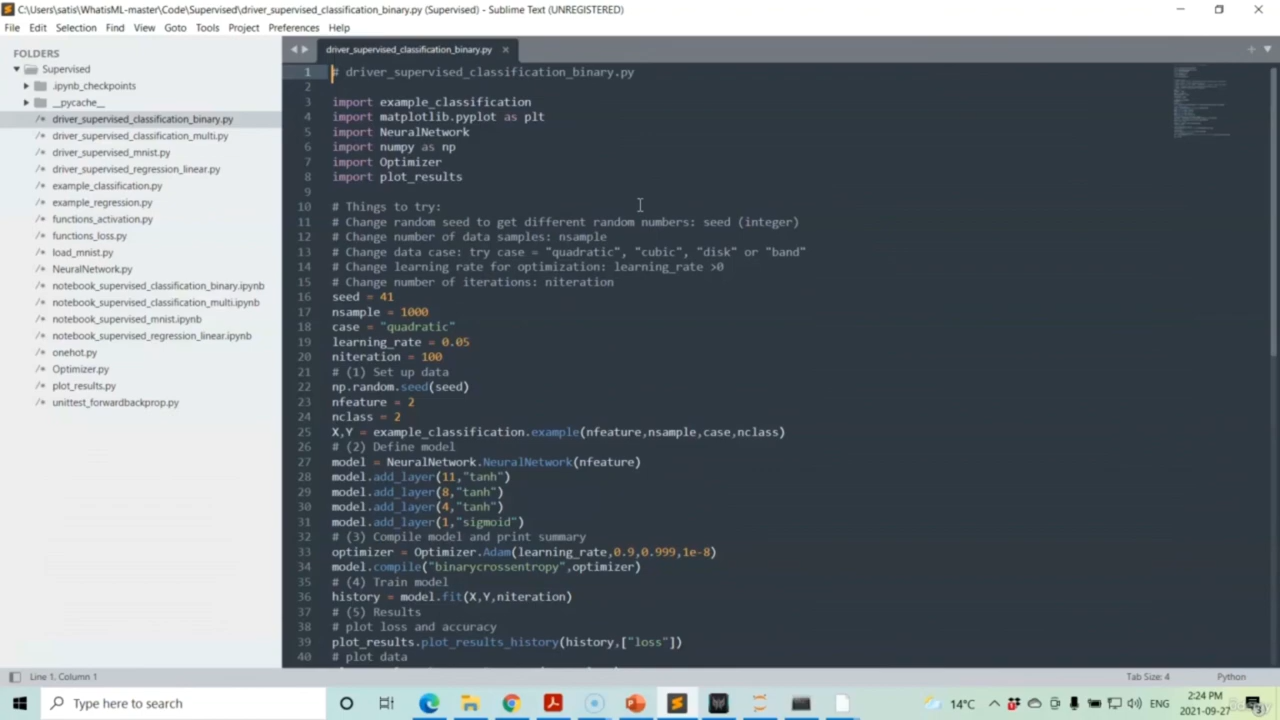 C:\Users\satis\WhatisML-master\Code\Supervised\driver_supervised_classification_binary.py (Supervised) - Sublime Text (UNREGISTERED)
File Edit Selection Find View Goto Tools Project Preferences Help
FOLDERS
Supervised
.ipynb_checkpoints
__pycache__
driver_supervised_classification_binary.py
driver_supervised_classification_multi.py
driver_supervised_mnist.py
driver_supervised_regression_linear.py
example_classification.py
example_regression.py
functions_activation.py
functions_loss.py
load_mnist.py
NeuralNetwork.py
notebook_supervised_classification_binary.ipynb
notebook_supervised_classification_multi.ipynb
notebook_supervised_mnist.ipynb
notebook_supervised_regression_linear.ipynb
onehot.py
Optimizer.py
plot_results.py
unittest_forwardbackprop.py
driver_supervised_classification_binary.py
1 # driver_supervised_classification_binary.py
2
3 import example_classification
4 import matplotlib.pyplot as plt
5 import NeuralNetwork
6 import numpy as np
7 import Optimizer
8 import plot_results
9
10 # Things to try:
11 # Change random seed to get different random numbers: seed (integer)
12 # Change number of data samples: nsample
13 # Change data case: try case = "quadratic", "cubic", "disk" or "band"
14 # Change learning rate for optimization: learning_rate >0
15 # Change number of iterations: niteration
16 seed = 41
17 nsample = 1000
18 case = "quadratic"
19 learning_rate = 0.05
20 niteration = 100
21 # (1) Set up data
22 np.random.seed(seed)
23 nfeature = 2
24 nclass = 2
25 X,Y = example_classification.example(nfeature,nsample,case,nclass)
26 # (2) Define model
27 model = NeuralNetwork.NeuralNetwork(nfeature)
28 model.add_layer(11,"tanh")
29 model.add_layer(8,"tanh")
30 model.add_layer(4,"tanh")
31 model.add_layer(1,"sigmoid")
32 # (3) Compile model and print summary
33 optimizer = Optimizer.Adam(learning_rate,0.9,0.999,1e-8)
34 model.compile("binarycrossentropy",optimizer)
35 # (4) Train model
36 history = model.fit(X,Y,niteration)
37 # (5) Results
38 # plot loss and accuracy
39 plot_results.plot_results_history(history,["loss"])
40 # plot data
Line 1, Column 1
Tab Size: 4
Python
Type here to search
14°C
ENG
2:24 PM
2021-09-27